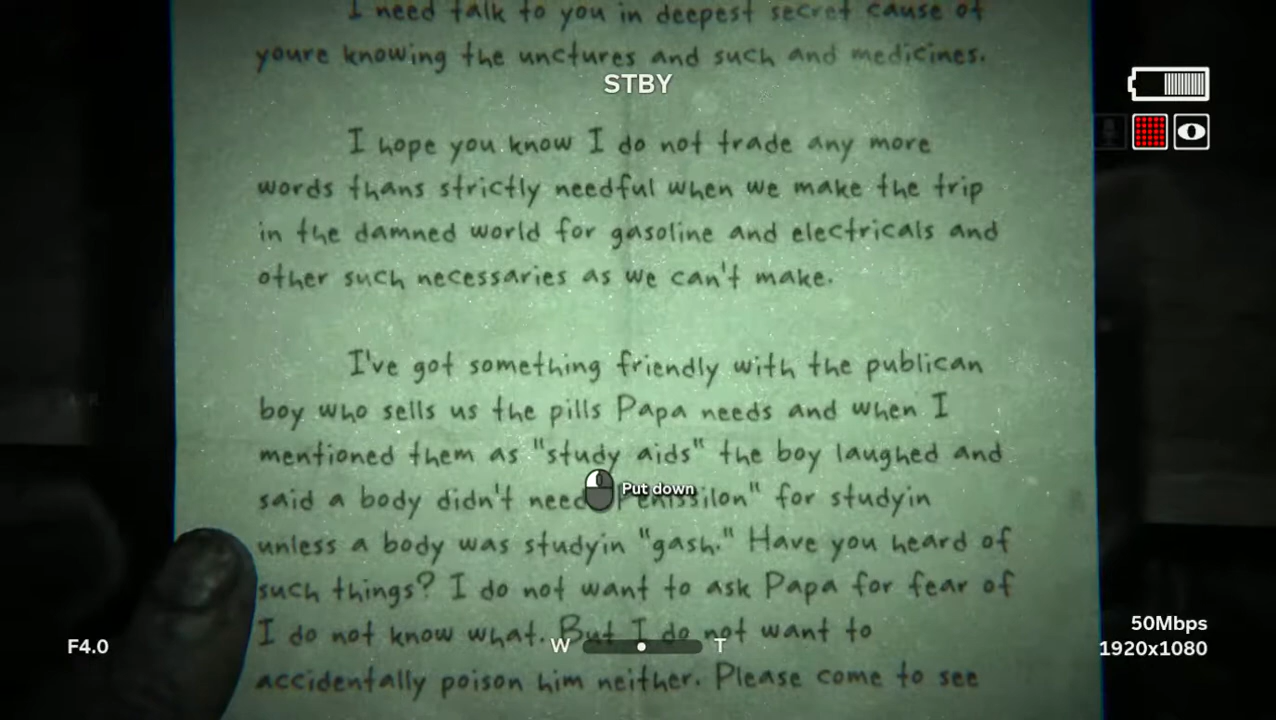 I need talk to you in deepest secret cause of
youre knowing the unctures and such and medicines.
STBY
I hope you know I do not trade any more
words thans strictly needful when we make the trip
in the damned world for gasoline and electricals and
other such necessaries as we can't make.
I've got something friendly with the publican
boy who sells us the pills Papa needs and when I
mentioned them as "study aids" the boy laughed and
said a body didn't need "Penissilon" for studyin
Put down
unless a body was studyin "gash." Have you heard of
such things? I do not want to ask Papa for fear of
I do not know what. But I do not want to
accidentally poison him neither. Please come to see
F4.0
W T
50Mbps
1920x1080